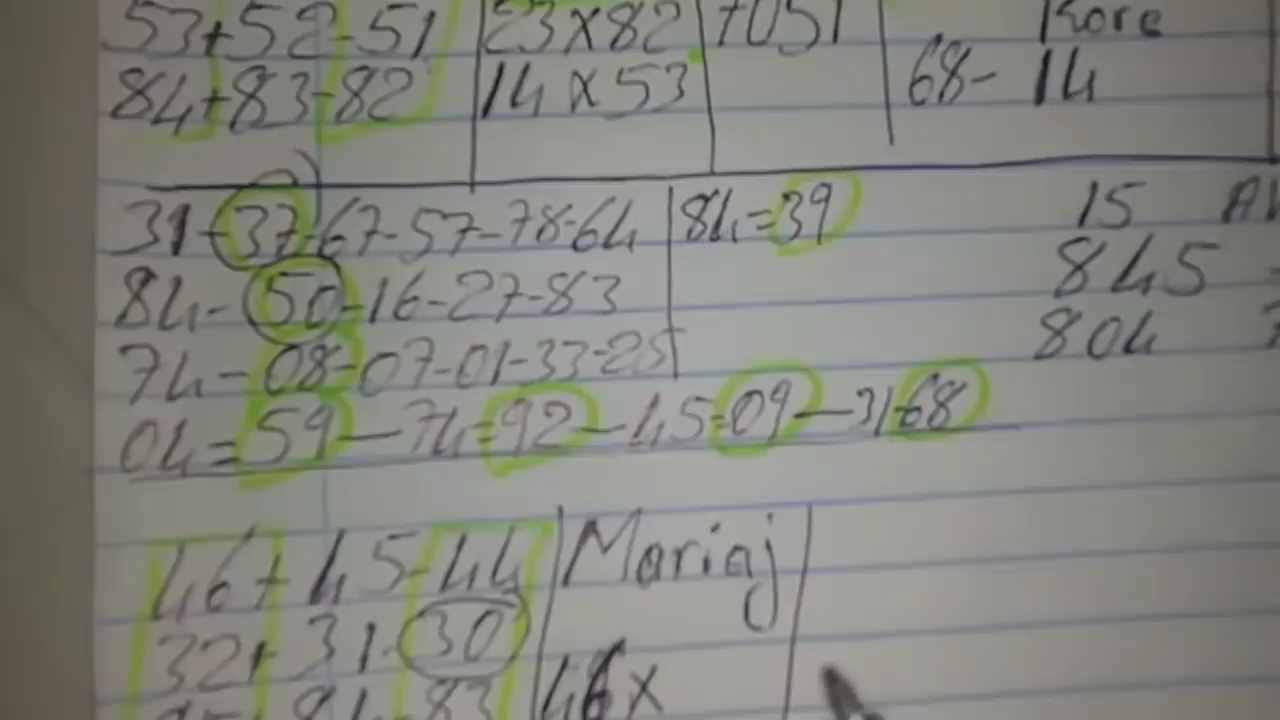 53+52-51 23x82 +051 Kore
84+83-82 14x53 68-14
31-37-67-57-78-64 84=39 15
84-50-16-27-83 845
74-08-07-01-33-25 804
04=59-74=92-45=09-31-68
46+45-44 Mariaj
32+31-30
84-83 46x